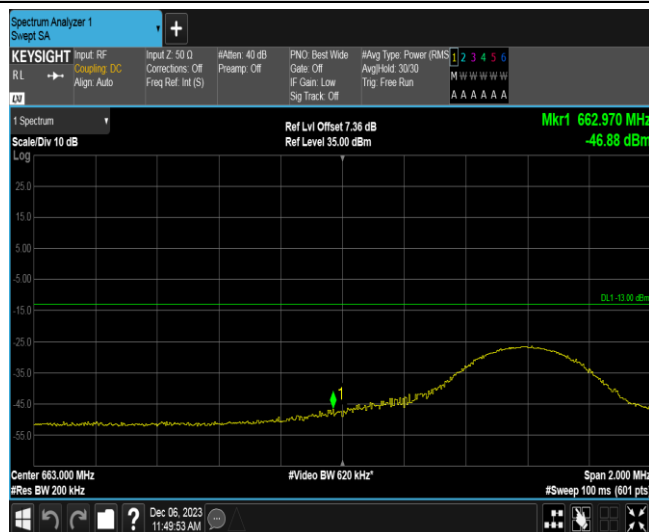 Spectrum Analyzer 1
Swept SA
+
KEYSIGHT
RL
LXI
Input: RF
Coupling: DC
Align: Auto
Input Z: 50 Ω
Corrections: Off
Freq Ref: Int (S)
#Atten: 40 dB
Preamp: Off
PNO: Best Wide
Gate: Off
IF Gain: Low
Sig Track: Off
#Avg Type: Power (RMS
Avg|Hold: 30/30
Trig: Free Run
1 2 3 4 5 6
M W W W W W
A A A A A A
1 Spectrum
Scale/Div 10 dB
Log
Ref Lvl Offset 7.36 dB
Ref Level 35.00 dBm
Mkr1 662.970 MHz
-46.88 dBm
25.0
15.0
5.00
-5.00
-15.0
-25.0
-35.0
-45.0
-55.0
DL1 -13.00 dBm
1
Center 663.000 MHz
#Res BW 200 kHz
#Video BW 620 kHz*
Span 2.000 MHz
#Sweep 100 ms (601 pts)
?
Dec 06, 2023
11:49:53 AM